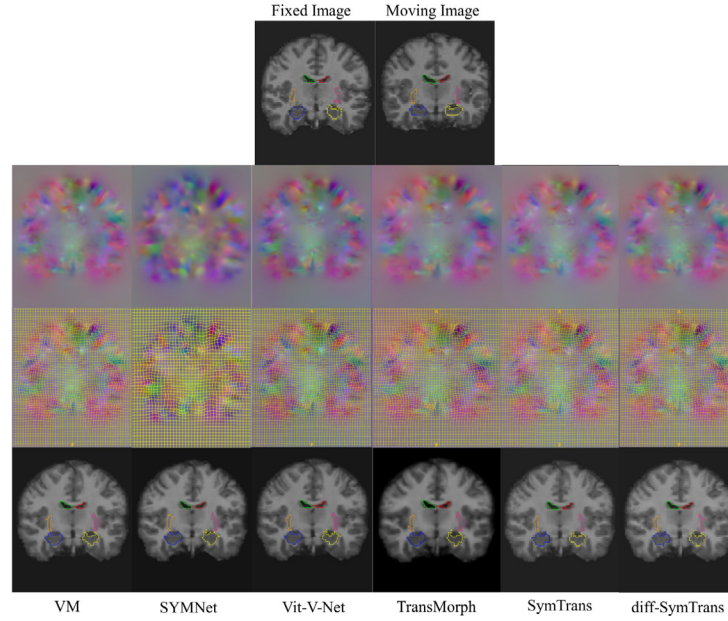 Fixed Image Moving Image
VM SYMNet Vit-V-Net TransMorph SymTrans diff-SymTrans